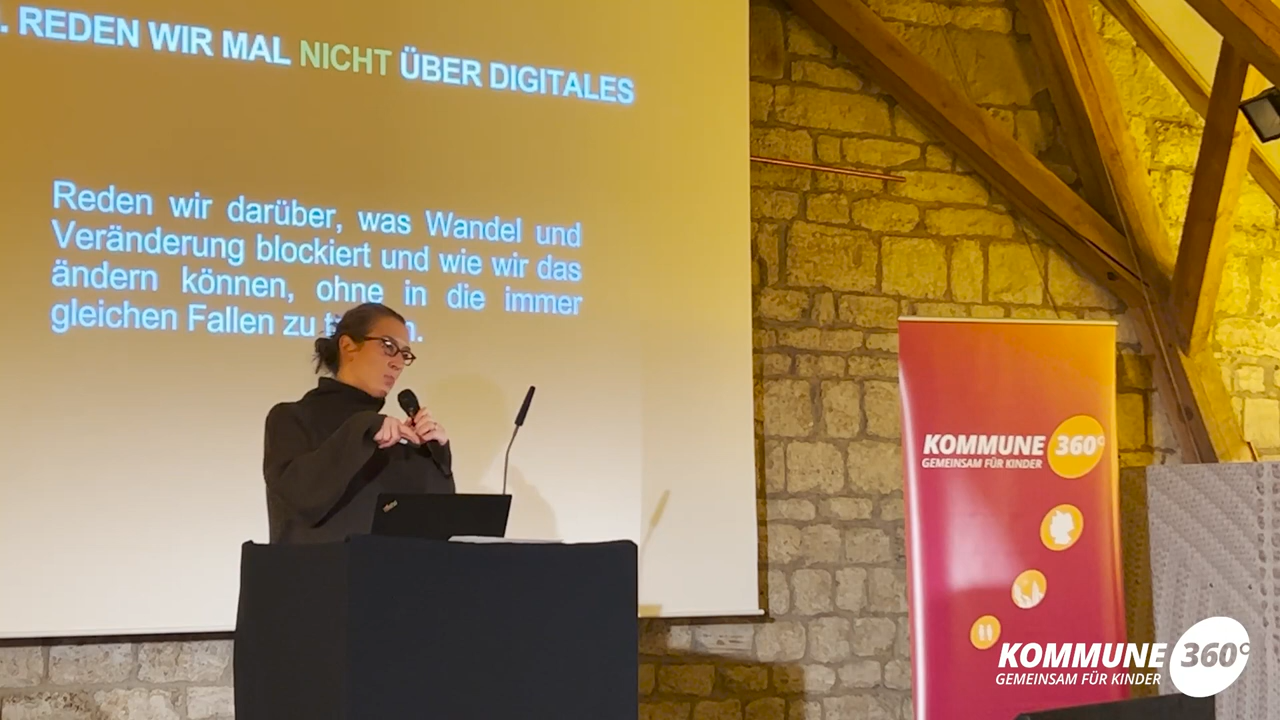 . REDEN WIR MAL NICHT ÜBER DIGITALES
Reden wir darüber, was Wandel und
Veränderung blockiert und wie wir das
ändern können, ohne in die immer
gleichen Fallen zu
KOMMUNE 360°
GEMEINSAM FÜR KINDER
KOMMUNE 360°
GEMEINSAM FÜR KINDER